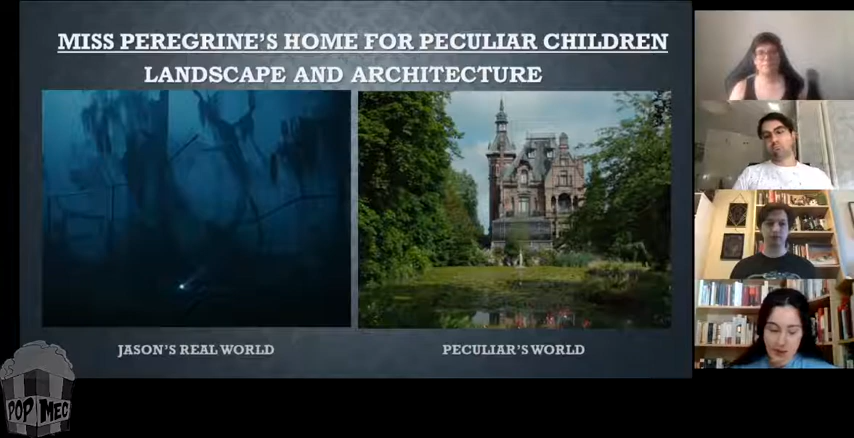 MISS PEREGRINE'S HOME FOR PECULIAR CHILDREN
LANDSCAPE AND ARCHITECTURE
JASON'S REAL WORLD
PECULIAR'S WORLD
POP MEC